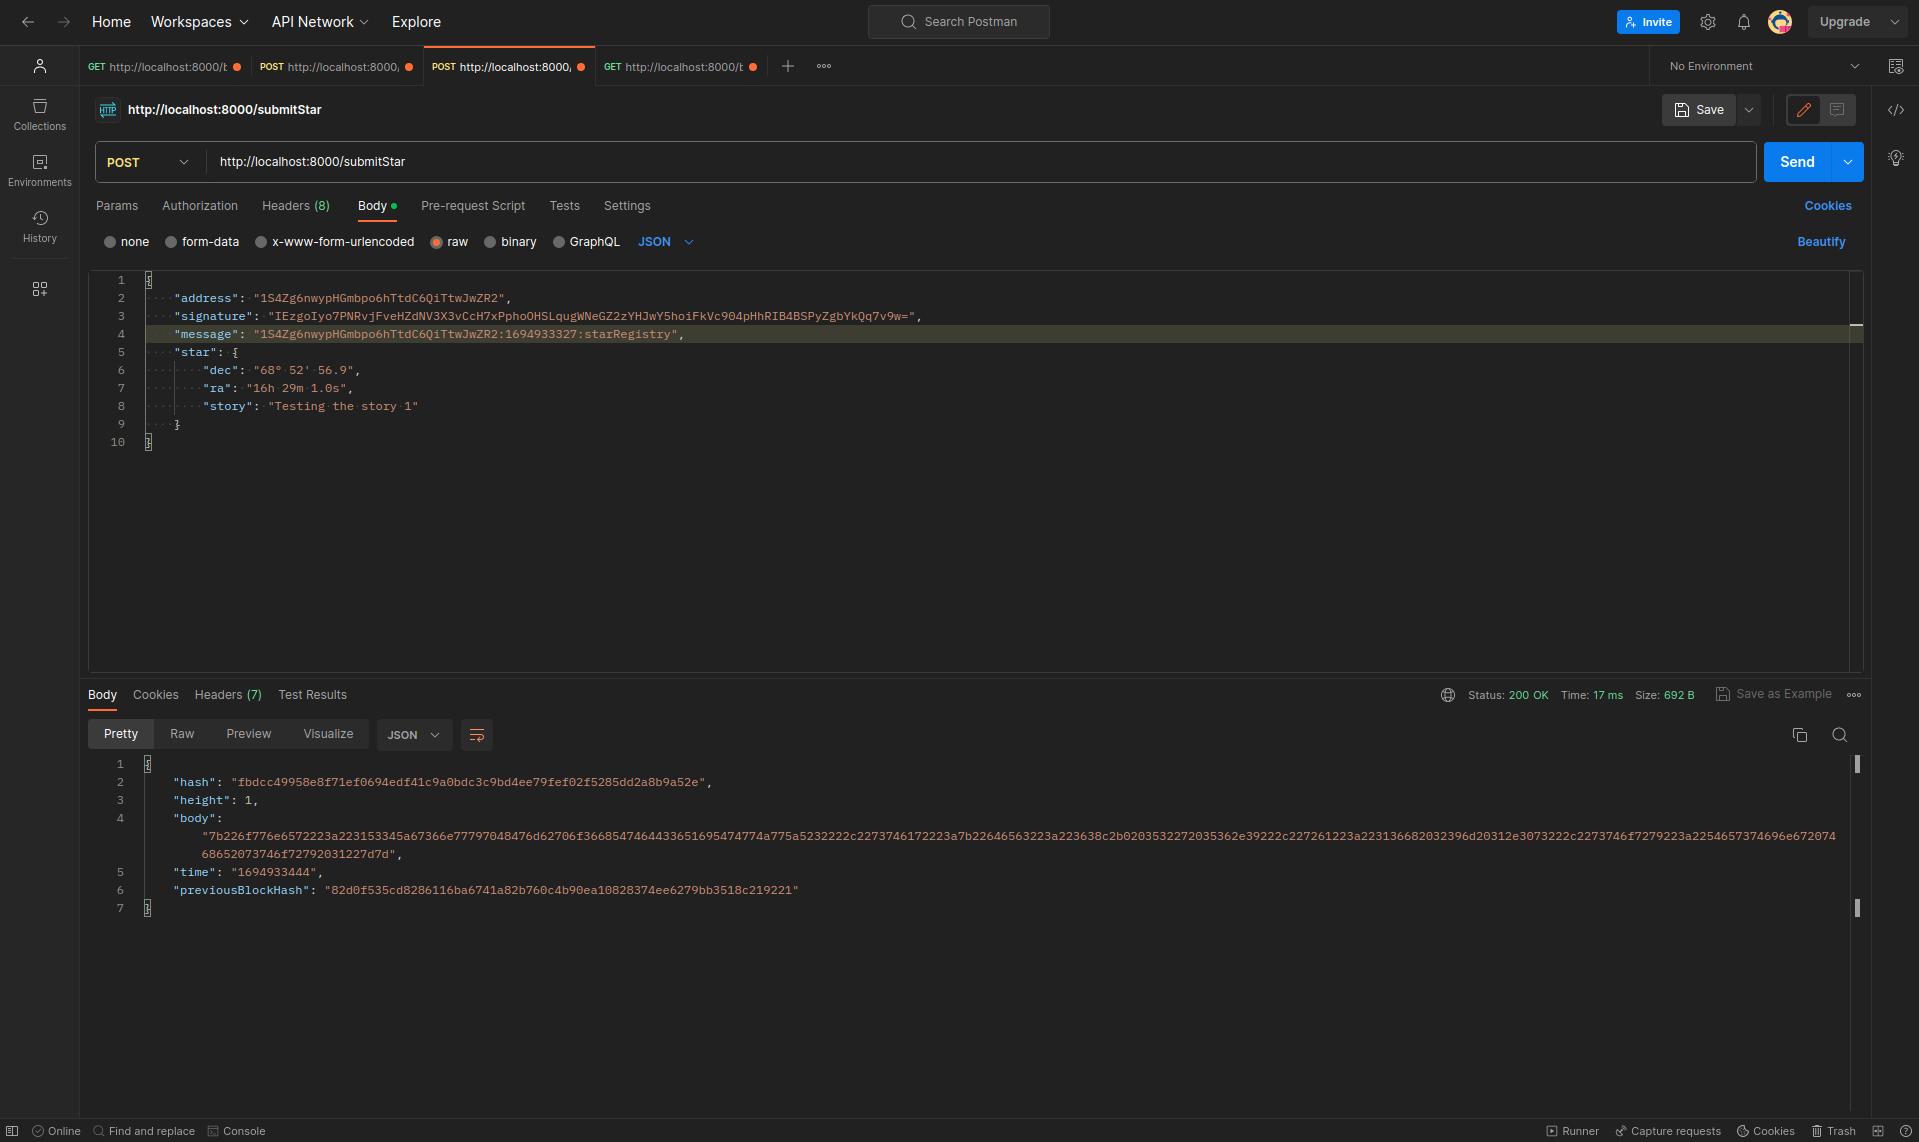 Home Workspaces API Network Explore Search Postman Invite Upgrade
GET http://localhost:8000/b POST http://localhost:8000/ POST http://localhost:8000/ GET http://localhost:8000/b No Environment
HTTP http://localhost:8000/submitStar Save
Collections
POST http://localhost:8000/submitStar Send
Environments
Params Authorization Headers (8) Body Pre-request Script Tests Settings Cookies
History
none form-data x-www-form-urlencoded raw binary GraphQL JSON Beautify
1 {
2 "address": "1S4Zg6nwypHGmbpo6hTtdC6QiTtwJwZR2",
3 "signature": "IEzgoIyo7PNRvjFveHZdNV3X3vCcH7xPphoOHSLqugWNeGZ2zYHJwY5hoiFkVc904pHhRIB4BSPyZgbYkQq7v9w=",
4 "message": "1S4Zg6nwypHGmbpo6hTtdC6QiTtwJwZR2:1694933327:starRegistry",
5 "star": {
6 "dec": "68° 52' 56.9",
7 "ra": "16h 29m 1.0s",
8 "story": "Testing the story 1"
9 }
10 }
Body Cookies Headers (7) Test Results Status: 200 OK Time: 17 ms Size: 692 B Save as Example
Pretty Raw Preview Visualize JSON
1 {
2 "hash": "fbdcc49958e8f71ef0694edf41c9a0bdc3c9bd4ee79fef02f5285dd2a8b9a52e",
3 "height": 1,
4 "body":
"7b226f776e6572223a223153345a67366e77797048476d62706f366854746443365169547474a775a5232222c2273746172223a7b22646563223a223638c2b0203532272035362e39222c227261223a223136682032396d20312e3073222c2273746f7279223a2254657374696e672074
68652073746f72792031227d7d",
5 "time": "1694933444",
6 "previousBlockHash": "82d0f535cd8286116ba6741a82b760c4b90ea10828374ee6279bb3518c219221"
7 }
Online Find and replace Console Runner Capture requests Cookies Trash